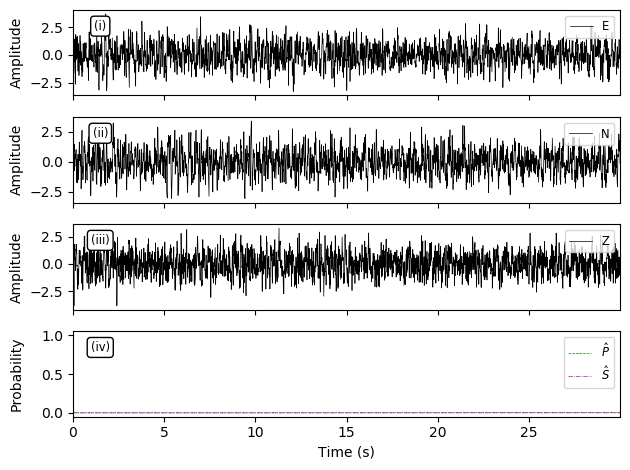 (i)
E
2.5
0.0
−2.5
Amplitude
(ii)
N
2.5
0.0
−2.5
Amplitude
(iii)
Z
2.5
0.0
−2.5
Amplitude
(iv)
P̂
Ŝ
1.0
0.5
0.0
Probability
0 5 10 15 20 25
Time (s)